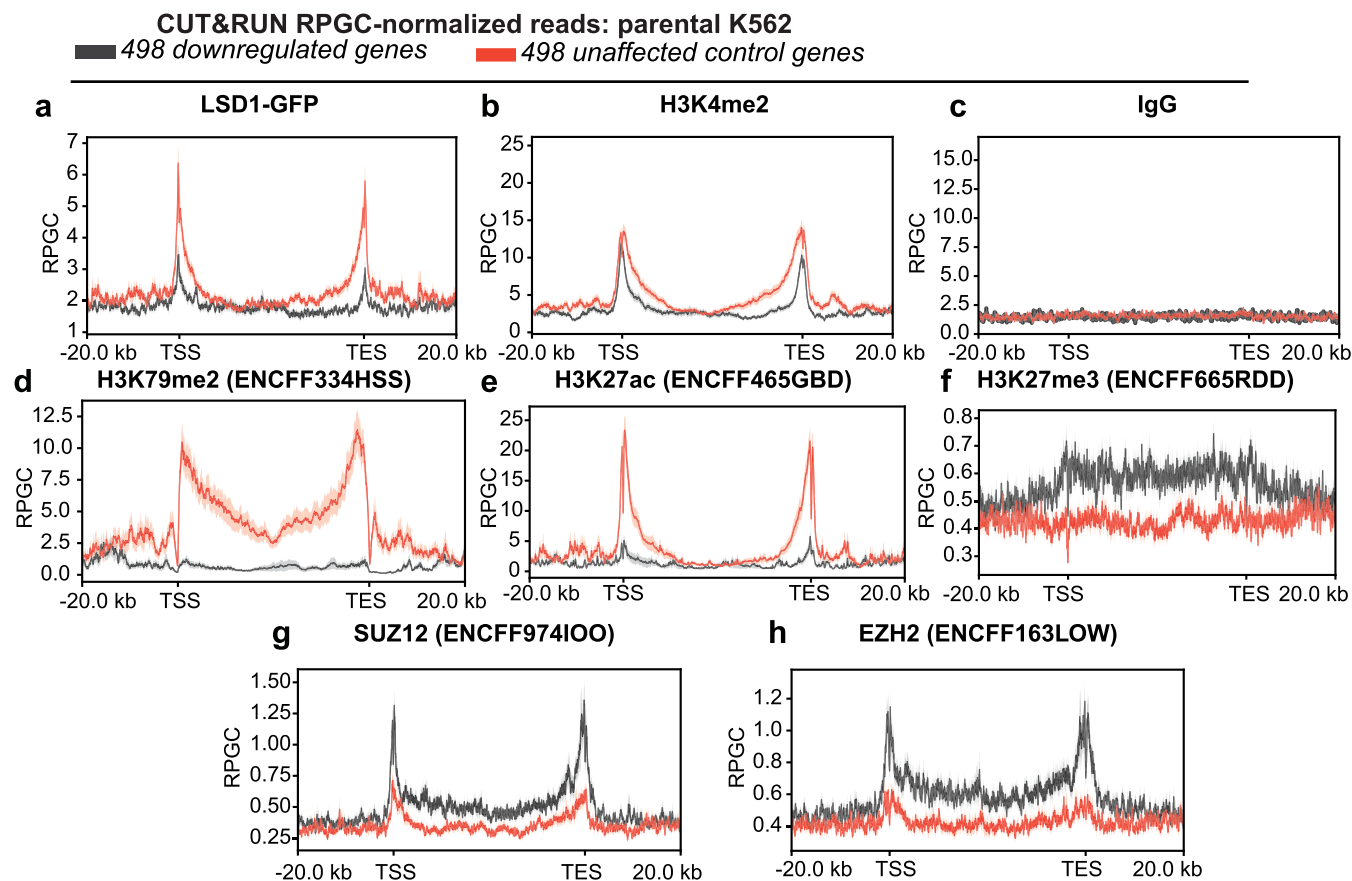 CUT&RUN RPGC-normalized reads: parental K562
498 downregulated genes 498 unaffected control genes
a LSD1-GFP
7
6
5
4
3
2
1
RPGC
-20.0 kb TSS TES 20.0 kb
b H3K4me2
25
20
15
10
5
0
RPGC
-20.0 kb TSS TES 20.0 kb
c IgG
15.0
12.5
10.0
7.5
5.0
2.5
0.0
RPGC
-20.0 kb TSS TES 20.0 kb
d H3K79me2 (ENCFF334HSS)
12.5
10.0
7.5
5.0
2.5
0.0
RPGC
-20.0 kb TSS TES 20.0 kb
e H3K27ac (ENCFF465GBD)
25
20
15
10
5
0
RPGC
-20.0 kb TSS TES 20.0 kb
f H3K27me3 (ENCFF665RDD)
0.8
0.7
0.6
0.5
0.4
0.3
RPGC
-20.0 kb TSS TES 20.0 kb
g SUZ12 (ENCFF974IOO)
1.50
1.25
1.00
0.75
0.50
0.25
RPGC
-20.0 kb TSS TES 20.0 kb
h EZH2 (ENCFF163LOW)
1.2
1.0
0.8
0.6
0.4
RPGC
-20.0 kb TSS TES 20.0 kb